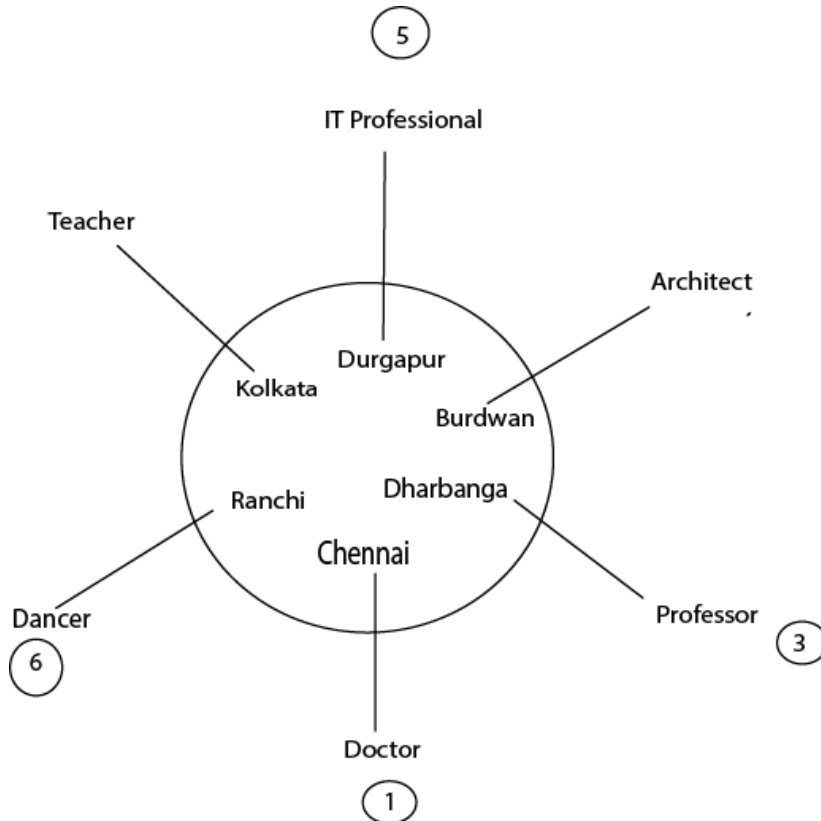 5
IT Professional
Teacher
Architect
Durgapur
Kolkata
Burdwan
Dharbanga
Ranchi
Chennai
Dancer
Professor
6
3
Doctor
1